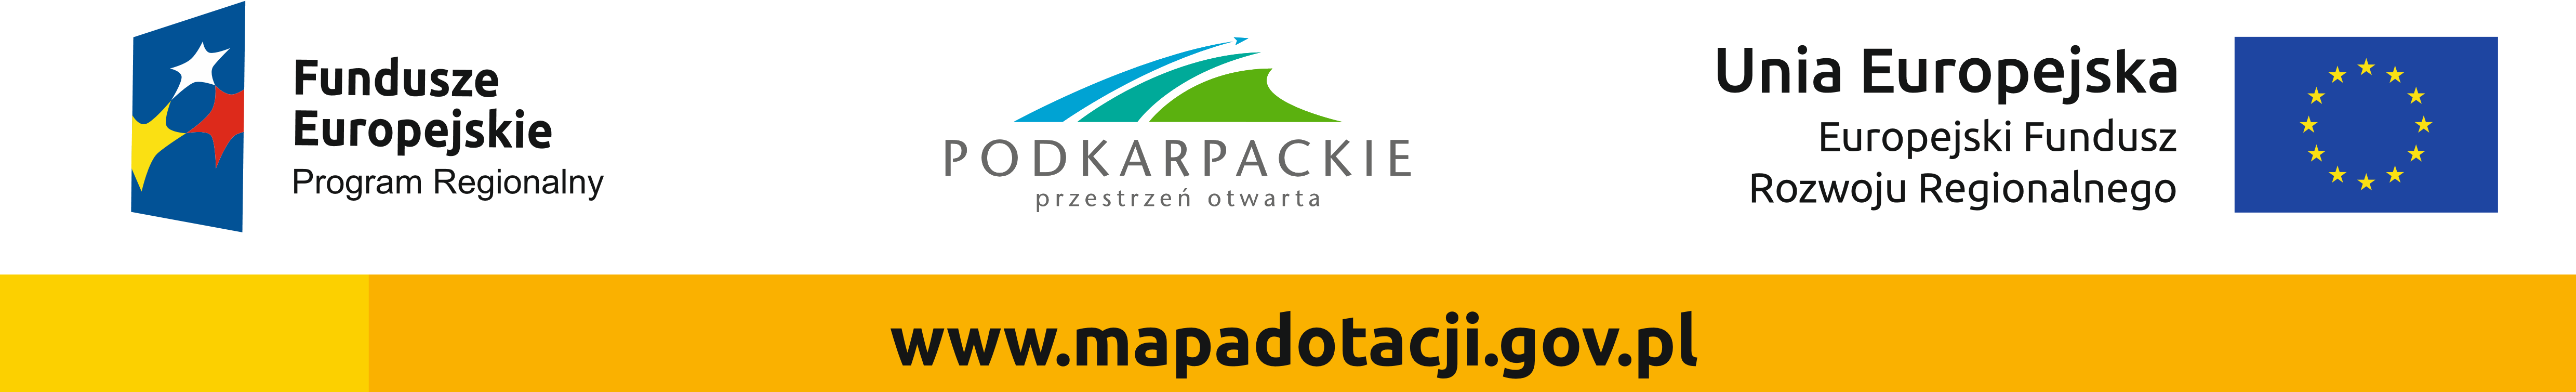 Fundusze
Europejskie
Program Regionalny
PODKARPACKIE
przestrzeń otwarta
Unia Europejska
Europejski Fundusz
Rozwoju Regionalnego
www.mapadotacji.gov.pl